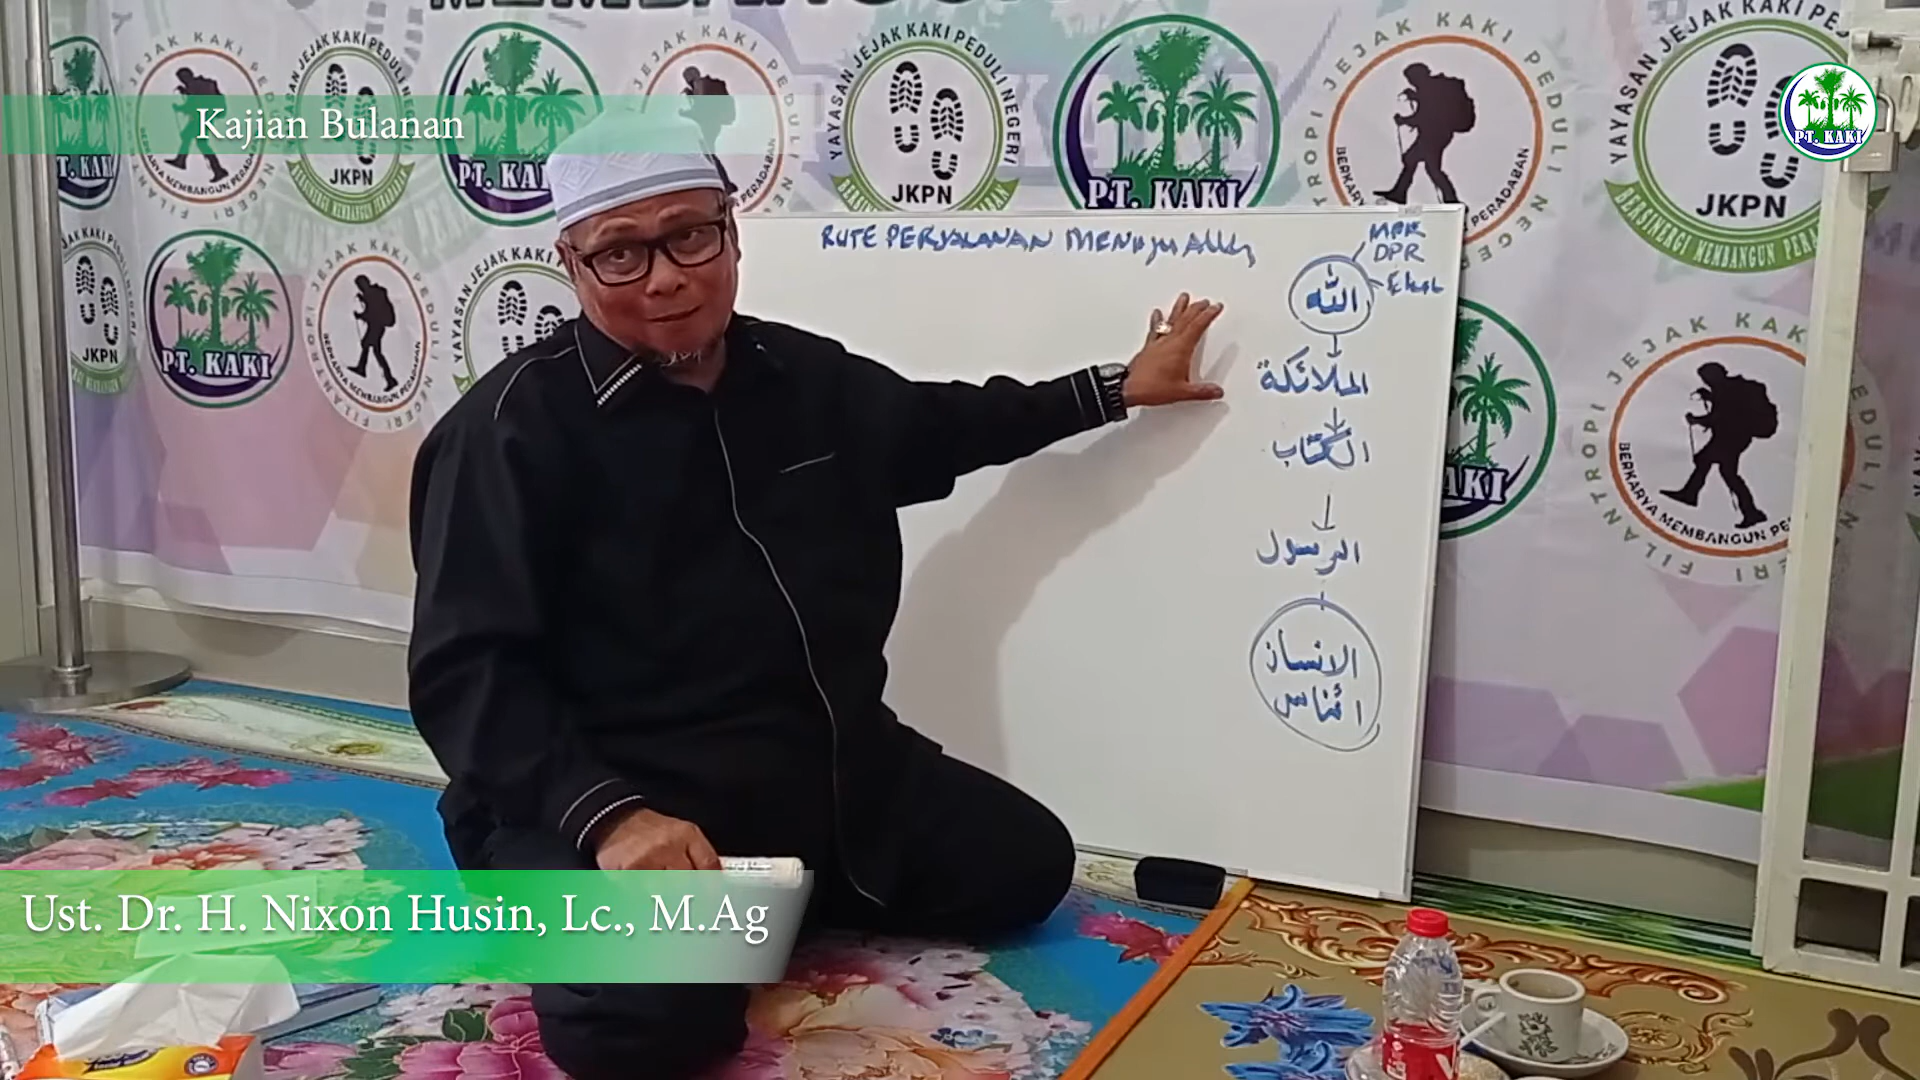 Kajian Bulanan
RUTE PERJALANAN MENUJU Allah
MPR
DPR
الله
الملائكة
الكتاب
الرسول
الانسان
الناس
Ust. Dr. H. Nixon Husin, Lc., M.Ag
PT. KAKI
YAYASAN JEJAK KAKI PEDULI NEGERI
JKPN
BERSINERGI MEMBANGUN PERADABAN
FILANTROPI JEJAK KAKI PEDULI NEGERI
BERKARYA MEMBANGUN PERADABAN